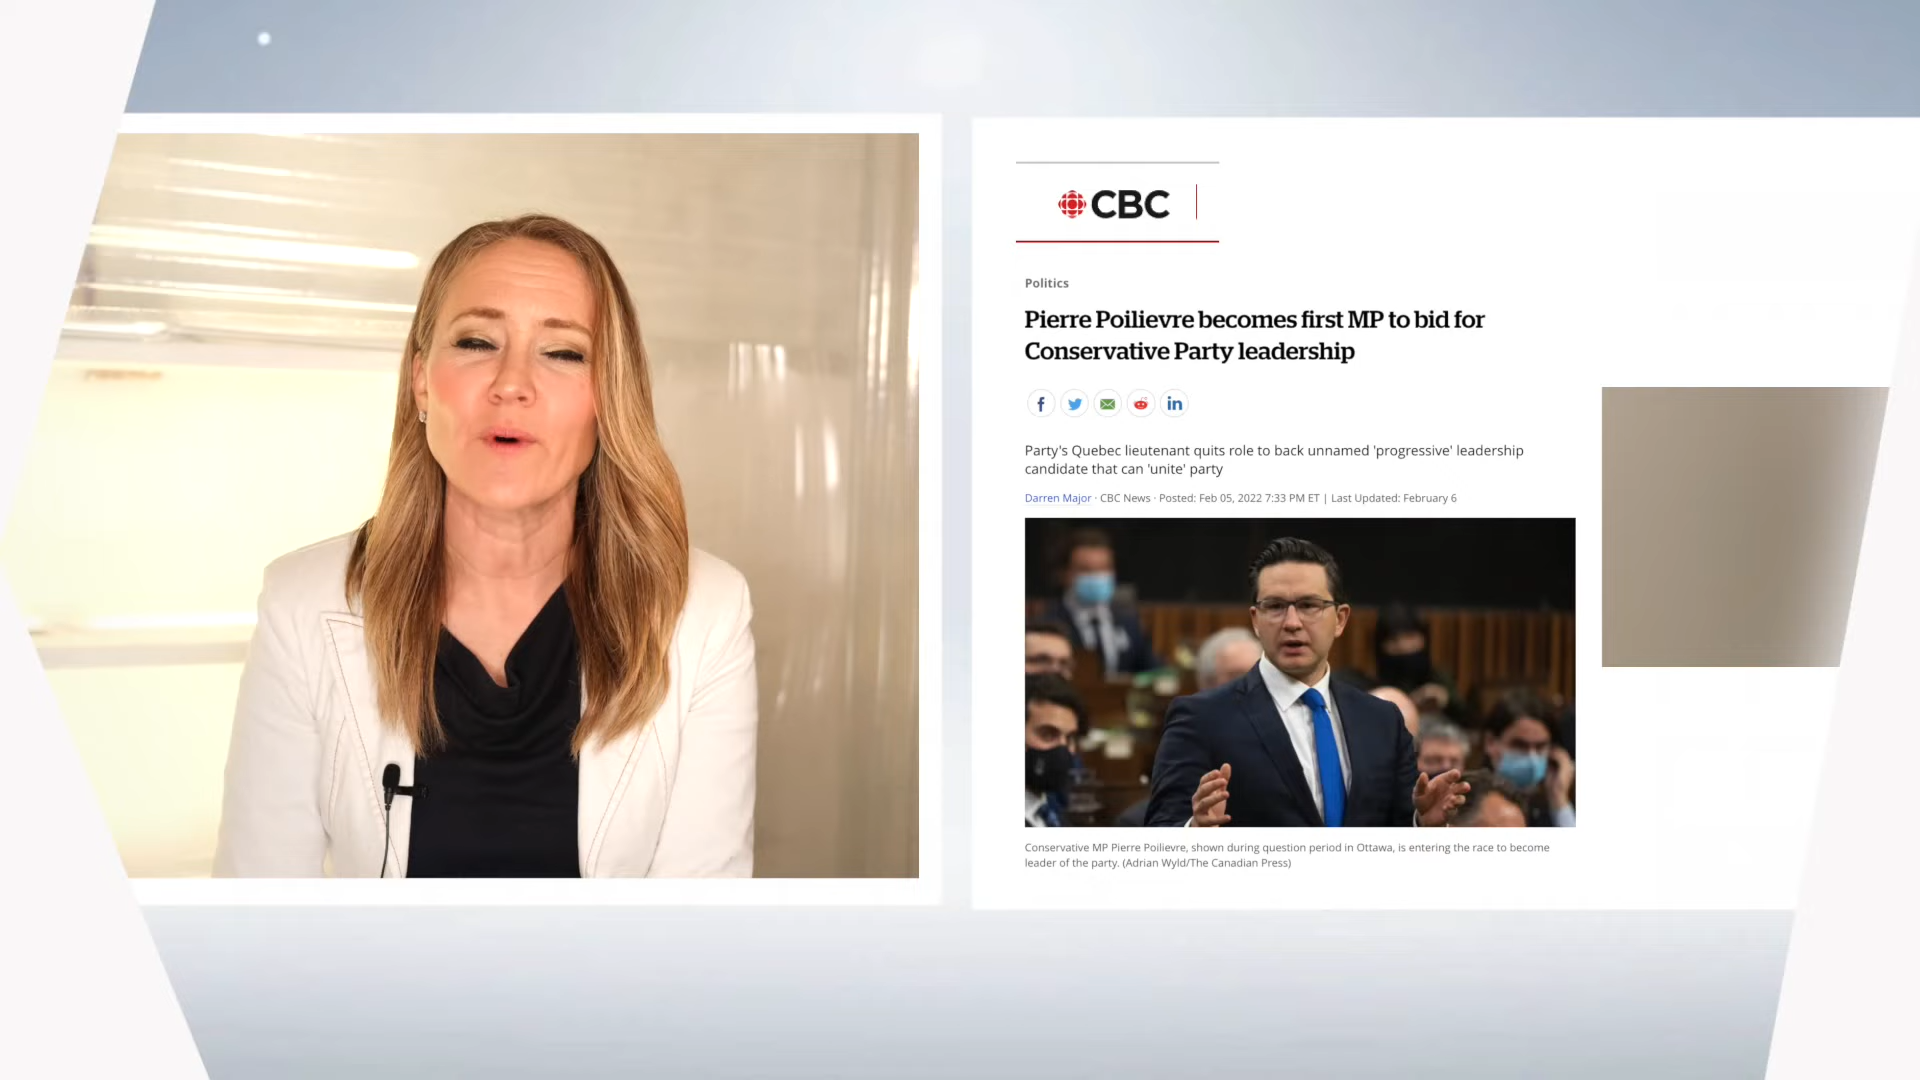 CBC
Politics
Pierre Poilievre becomes first MP to bid for
Conservative Party leadership
Party's Quebec lieutenant quits role to back unnamed 'progressive' leadership
candidate that can 'unite' party
Darren Major · CBC News · Posted: Feb 05, 2022 7:33 PM ET | Last Updated: February 6
Conservative MP Pierre Poilievre, shown during question period in Ottawa, is entering the race to become
leader of the party. (Adrian Wyld/The Canadian Press)